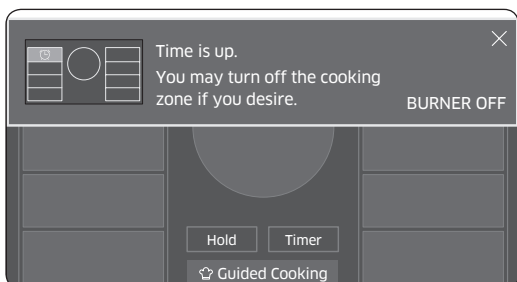 Time is up.
You may turn off the cooking
zone if you desire.
BURNER OFF
Hold
Timer
Guided Cooking